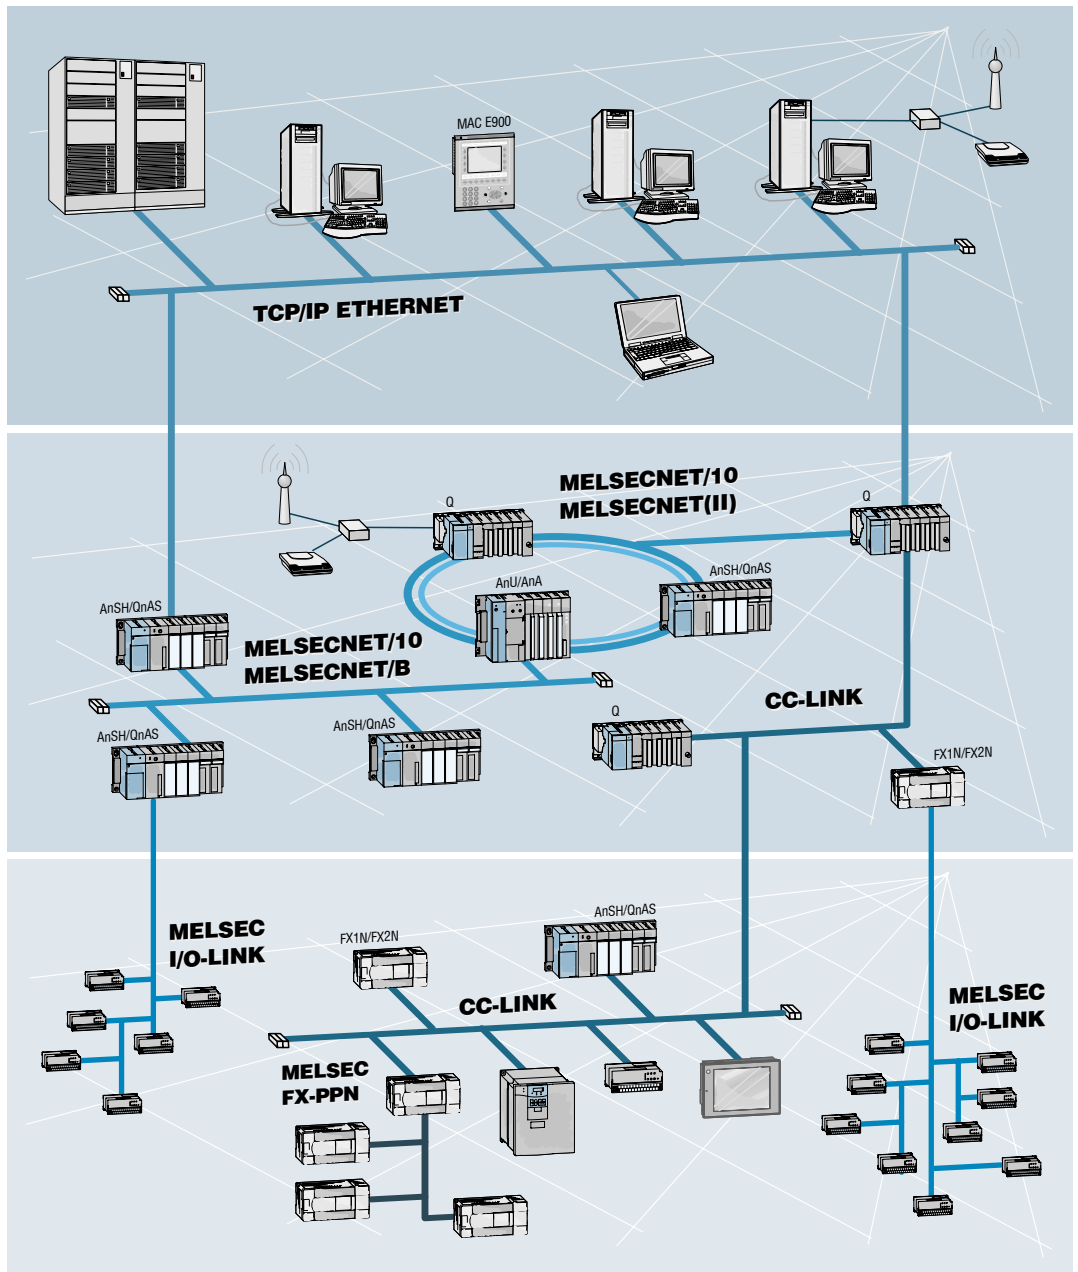 MAC E900
TCP/IP ETHERNET
MELSECNET/10
MELSECNET(II)
Q
Q
AnU/AnA
AnSH/QnAS
AnSH/QnAS
MELSECNET/10
MELSECNET/B
CC-LINK
Q
AnSH/QnAS
AnSH/QnAS
FX1N/FX2N
AnSH/QnAS
MELSEC
I/O-LINK
FX1N/FX2N
CC-LINK
MELSEC
I/O-LINK
MELSEC
FX-PPN